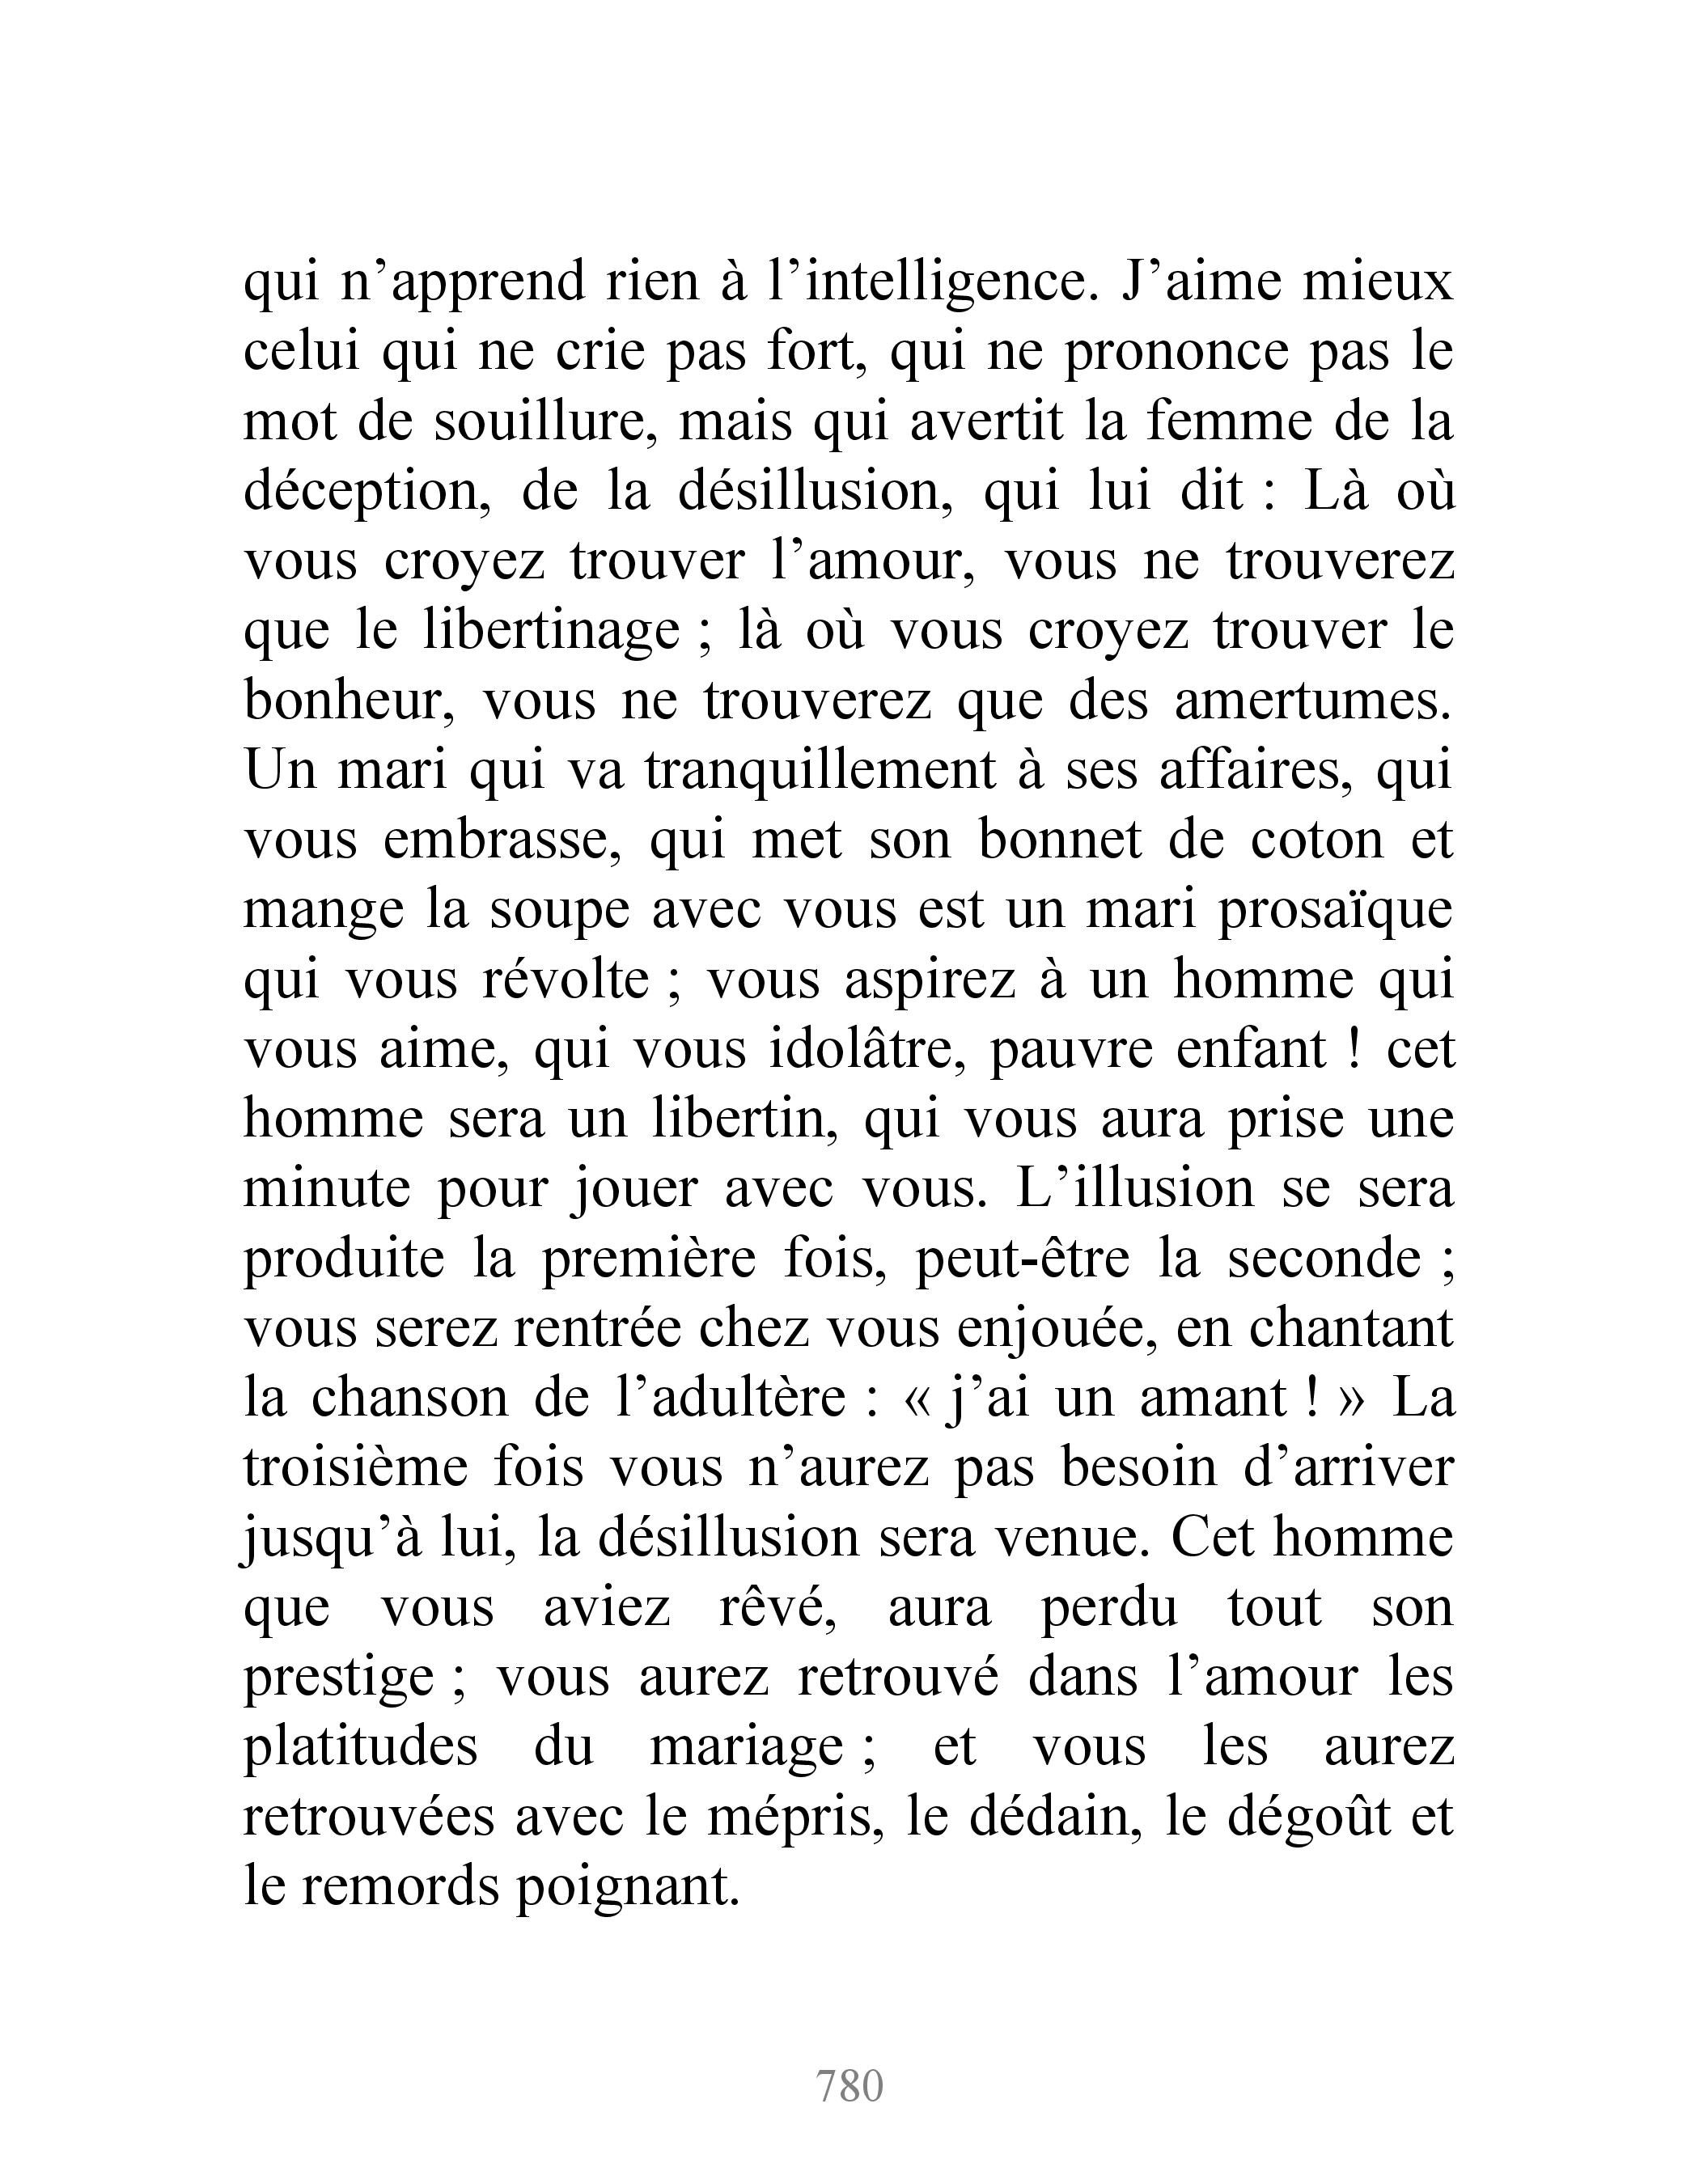 qui n’apprend rien à l’intelligence. J’aime mieux
celui qui ne crie pas fort, qui ne prononce pas le
mot de souillure, mais qui avertit la femme de la
déception, de la désillusion, qui lui dit : Là où
vous croyez trouver l’amour, vous ne trouverez
que le libertinage ; là où vous croyez trouver le
bonheur, vous ne trouverez que des amertumes.
Un mari qui va tranquillement à ses affaires, qui
vous embrasse, qui met son bonnet de coton et
mange la soupe avec vous est un mari prosaïque
qui vous révolte ; vous aspirez à un homme qui
vous aime, qui vous idolâtre, pauvre enfant ! cet
homme sera un libertin, qui vous aura prise une
minute pour jouer avec vous. L’illusion se sera
produite la première fois, peut-être la seconde ;
vous serez rentrée chez vous enjouée, en chantant
la chanson de l’adultère : « j’ai un amant ! » La
troisième fois vous n’aurez pas besoin d’arriver
jusqu’à lui, la désillusion sera venue. Cet homme
que vous aviez rêvé, aura perdu tout son
prestige ; vous aurez retrouvé dans l’amour les
platitudes du mariage ; et vous les aurez
retrouvées avec le mépris, le dédain, le dégoût et
le remords poignant.
780